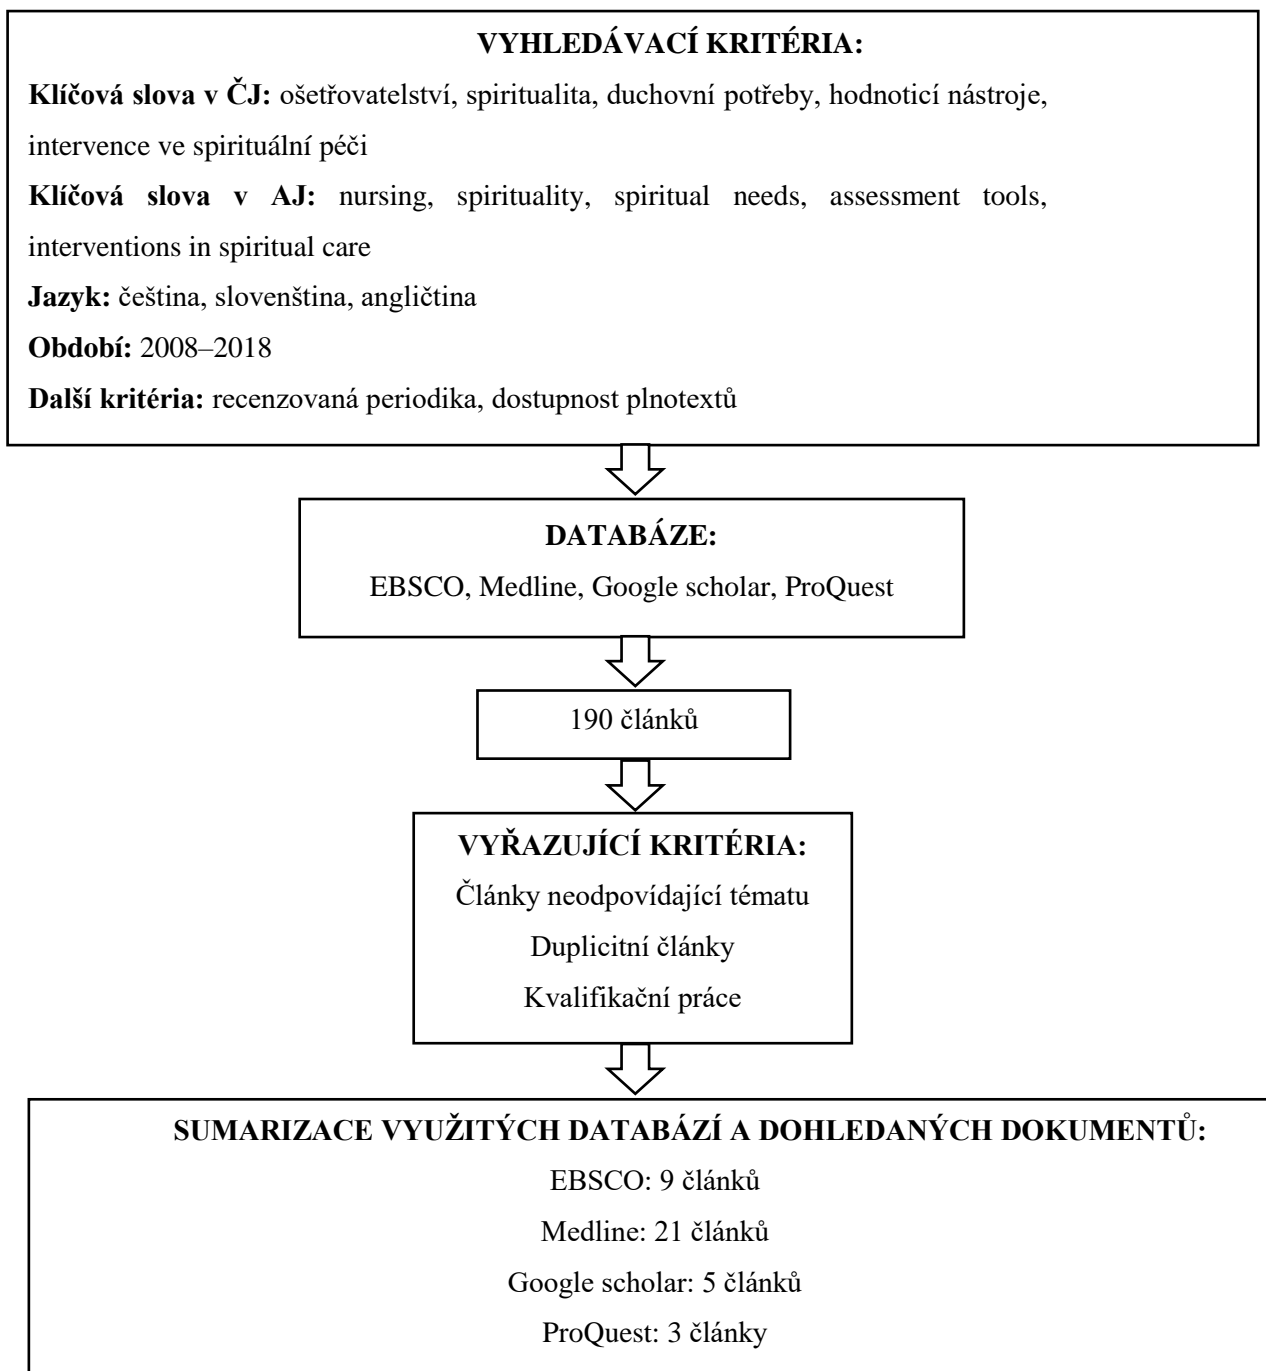 VYHLEDÁVACÍ KRITÉRIA:
Klíčová slova v ČJ: ošetřovatelství, spiritualita, duchovní potřeby, hodnoticí nástroje,
intervence ve spirituální péči
Klíčová slova v AJ: nursing, spirituality, spiritual needs, assessment tools,
interventions in spiritual care
Jazyk: čeština, slovenština, angličtina
Období: 2008–2018
Další kritéria: recenzovaná periodika, dostupnost plnotextů
DATABÁZE:
EBSCO, Medline, Google scholar, ProQuest
190 článků
VYŘAZUJÍCÍ KRITÉRIA:
Články neodpovídající tématu
Duplicitní články
Kvalifikační práce
SUMARIZACE VYUŽITÝCH DATABÁZÍ A DOHLEDANÝCH DOKUMENTŮ:
EBSCO: 9 článků
Medline: 21 článků
Google scholar: 5 článků
ProQuest: 3 články